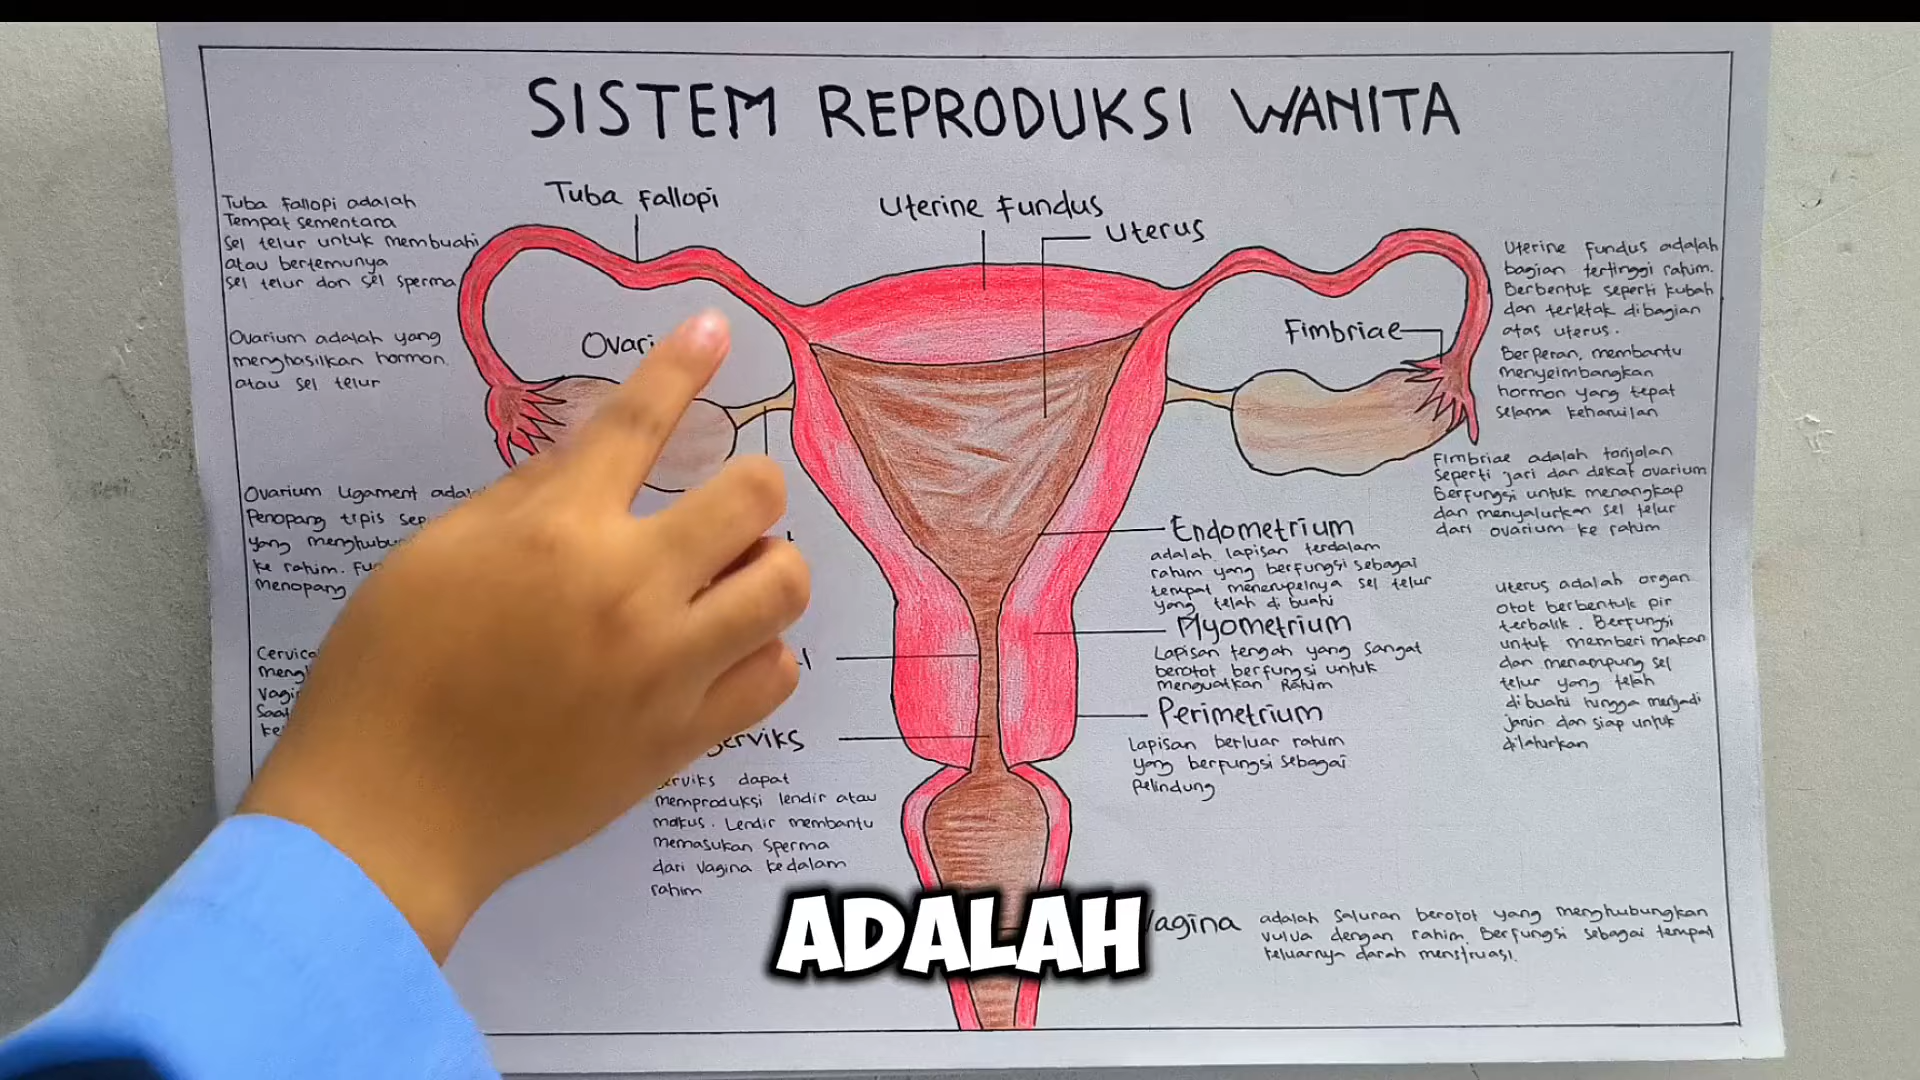 SISTEM REPRODUKSI WANITA
Tuba Fallopi
Uterine Fundus
Uterus
Tuba Fallopi adalah
Tempat sementara
Sel telur untuk membuahi
atau bertemunya
Sel telur dan sel sperma
Ovarium adalah yang
menghasilkan hormon
atau sel telur
Ovari
Ovarium Ligament
Penopang tipis
yang
ke rahim.
menopang
Serviks dapat
memproduksi lendir atau
mokus. Lendir membantu
memasukan sperma
dari vagina kedalam
rahim
Fimbriae
Uterine Fundus adalah
bagian tertinggi rahim.
Berbentuk seperti kubah
dan terletak dibagian
atas uterus.
Berperan, membantu
menyeimbangkan
hormon yang tepat
selama kehamilan
Fimbriae adalah tonjolan
seperti jari dan dekat ovarium
Berfungsi untuk menangkap
dan menyalurkan sel telur
dari ovarium ke rahim
Endometrium
adalah lapisan terdalam
rahim yang berfungsi sebagai
tempat menempelnya sel telur
yang telah di buahi
Myometrium
Lapisan tengah yang sangat
berotot berfungsi untuk
menguatkan Rahim
Perimetrium
Lapisan berluar rahim
yang berfungsi sebagai
pelindung
Uterus adalah organ
otot berbentuk pir
terbalik. Berfungsi
untuk memberi makan
dan menampung sel
telur yang telah
dibuahi hingga menjadi
janin dan siap untuk
dilahirkan
Vagina
adalah saluran berotot yang menghubungkan
vulva dengan rahim. Berfungsi sebagai tempat
keluarnya darah menstruasi.
ADALAH